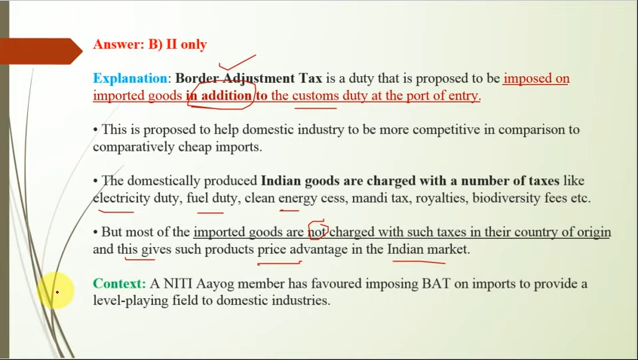 Answer: B) II only
Explanation: Border Adjustment Tax is a duty that is proposed to be imposed on
imported goods in addition to the customs duty at the port of entry.
• This is proposed to help domestic industry to be more competitive in comparison to
comparatively cheap imports.
• The domestically produced Indian goods are charged with a number of taxes like
electricity duty, fuel duty, clean energy cess, mandi tax, royalties, biodiversity fees etc.
• But most of the imported goods are not charged with such taxes in their country of origin
and this gives such products price advantage in the Indian market.
Context: A NITI Aayog member has favoured imposing BAT on imports to provide a
level-playing field to domestic industries.